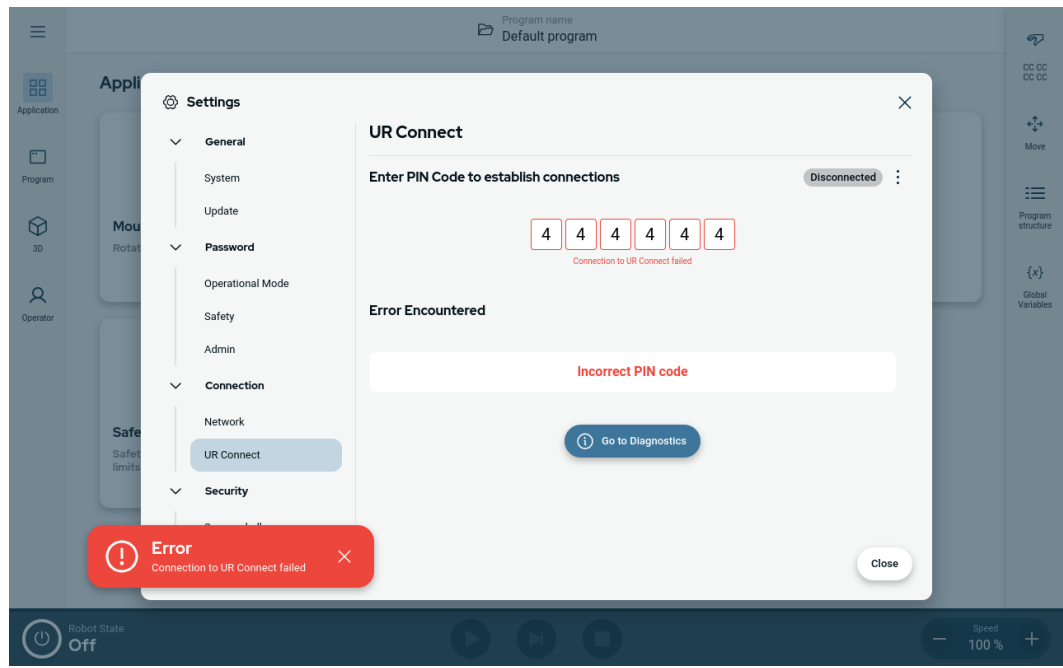 Program name
Default program
Application
Program
3D
Operator
Appli
Mou
Rotat
Safe
Safet
limits
Settings
General
System
Update
Password
Operational Mode
Safety
Admin
Connection
Network
UR Connect
Security
UR Connect
Enter PIN Code to establish connections
Disconnected
4 4 4 4 4 4
Connection to UR Connect failed
Error Encountered
Incorrect PIN code
Go to Diagnostics
Close
Error
Connection to UR Connect failed
CC CC
CC CC
Move
Program
structure
{x}
Global
Variables
Robot State
Off
Speed
100 %